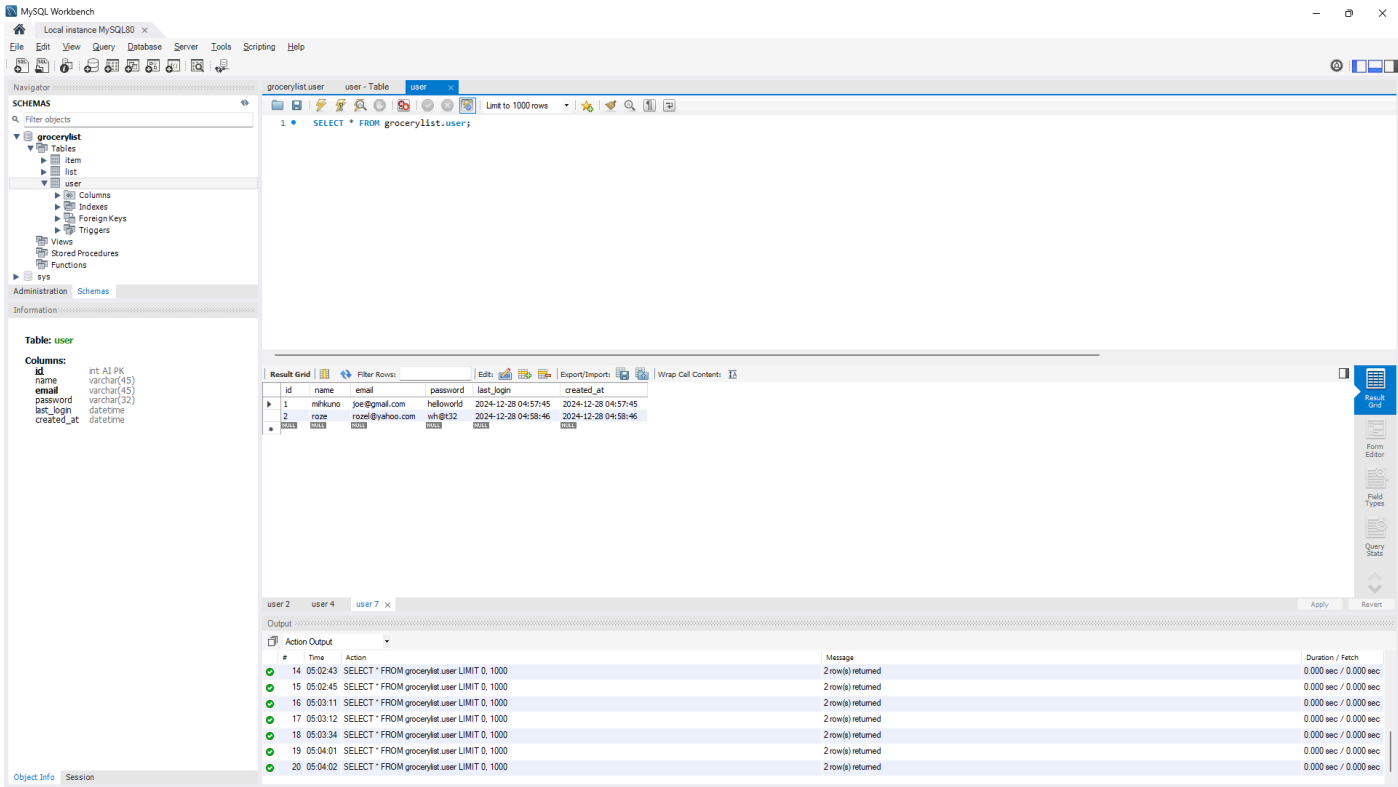 MySQL Workbench
Local instance MySQL80
File Edit View Query Database Server Tools Scripting Help
Navigator
SCHEMAS
Filter objects
grocerylist
Tables
item
list
user
Columns
Indexes
Foreign Keys
Triggers
Views
Stored Procedures
Functions
sys
Administration Schemas
Information
Table: user
Columns:
id int AI PK
name varchar(45)
email varchar(45)
password varchar(32)
last_login datetime
created_at datetime
Object Info Session
grocerylist.user user - Table user
Limit to 1000 rows
1 SELECT * FROM grocerylist.user;
Result Grid Filter Rows: Edit: Export/Import: Wrap Cell Content:
id name email password last_login created_at
1 mihkuno joe@gmail.com helloworld 2024-12-28 04:57:45 2024-12-28 04:57:45
2 roze rozel@yahoo.com wh@t32 2024-12-28 04:58:46 2024-12-28 04:58:46
NULL NULL NULL NULL NULL NULL
Result Grid
Form Editor
Field Types
Query Stats
user 2 user 4 user 7
Apply Revert
Output
Action Output
# Time Action Message Duration / Fetch
14 05:02:43 SELECT * FROM grocerylist.user LIMIT 0, 1000 2 row(s) returned 0.000 sec / 0.000 sec
15 05:02:45 SELECT * FROM grocerylist.user LIMIT 0, 1000 2 row(s) returned 0.000 sec / 0.000 sec
16 05:03:11 SELECT * FROM grocerylist.user LIMIT 0, 1000 2 row(s) returned 0.000 sec / 0.000 sec
17 05:03:12 SELECT * FROM grocerylist.user LIMIT 0, 1000 2 row(s) returned 0.000 sec / 0.000 sec
18 05:03:34 SELECT * FROM grocerylist.user LIMIT 0, 1000 2 row(s) returned 0.000 sec / 0.000 sec
19 05:04:01 SELECT * FROM grocerylist.user LIMIT 0, 1000 2 row(s) returned 0.000 sec / 0.000 sec
20 05:04:02 SELECT * FROM grocerylist.user LIMIT 0, 1000 2 row(s) returned 0.000 sec / 0.000 sec